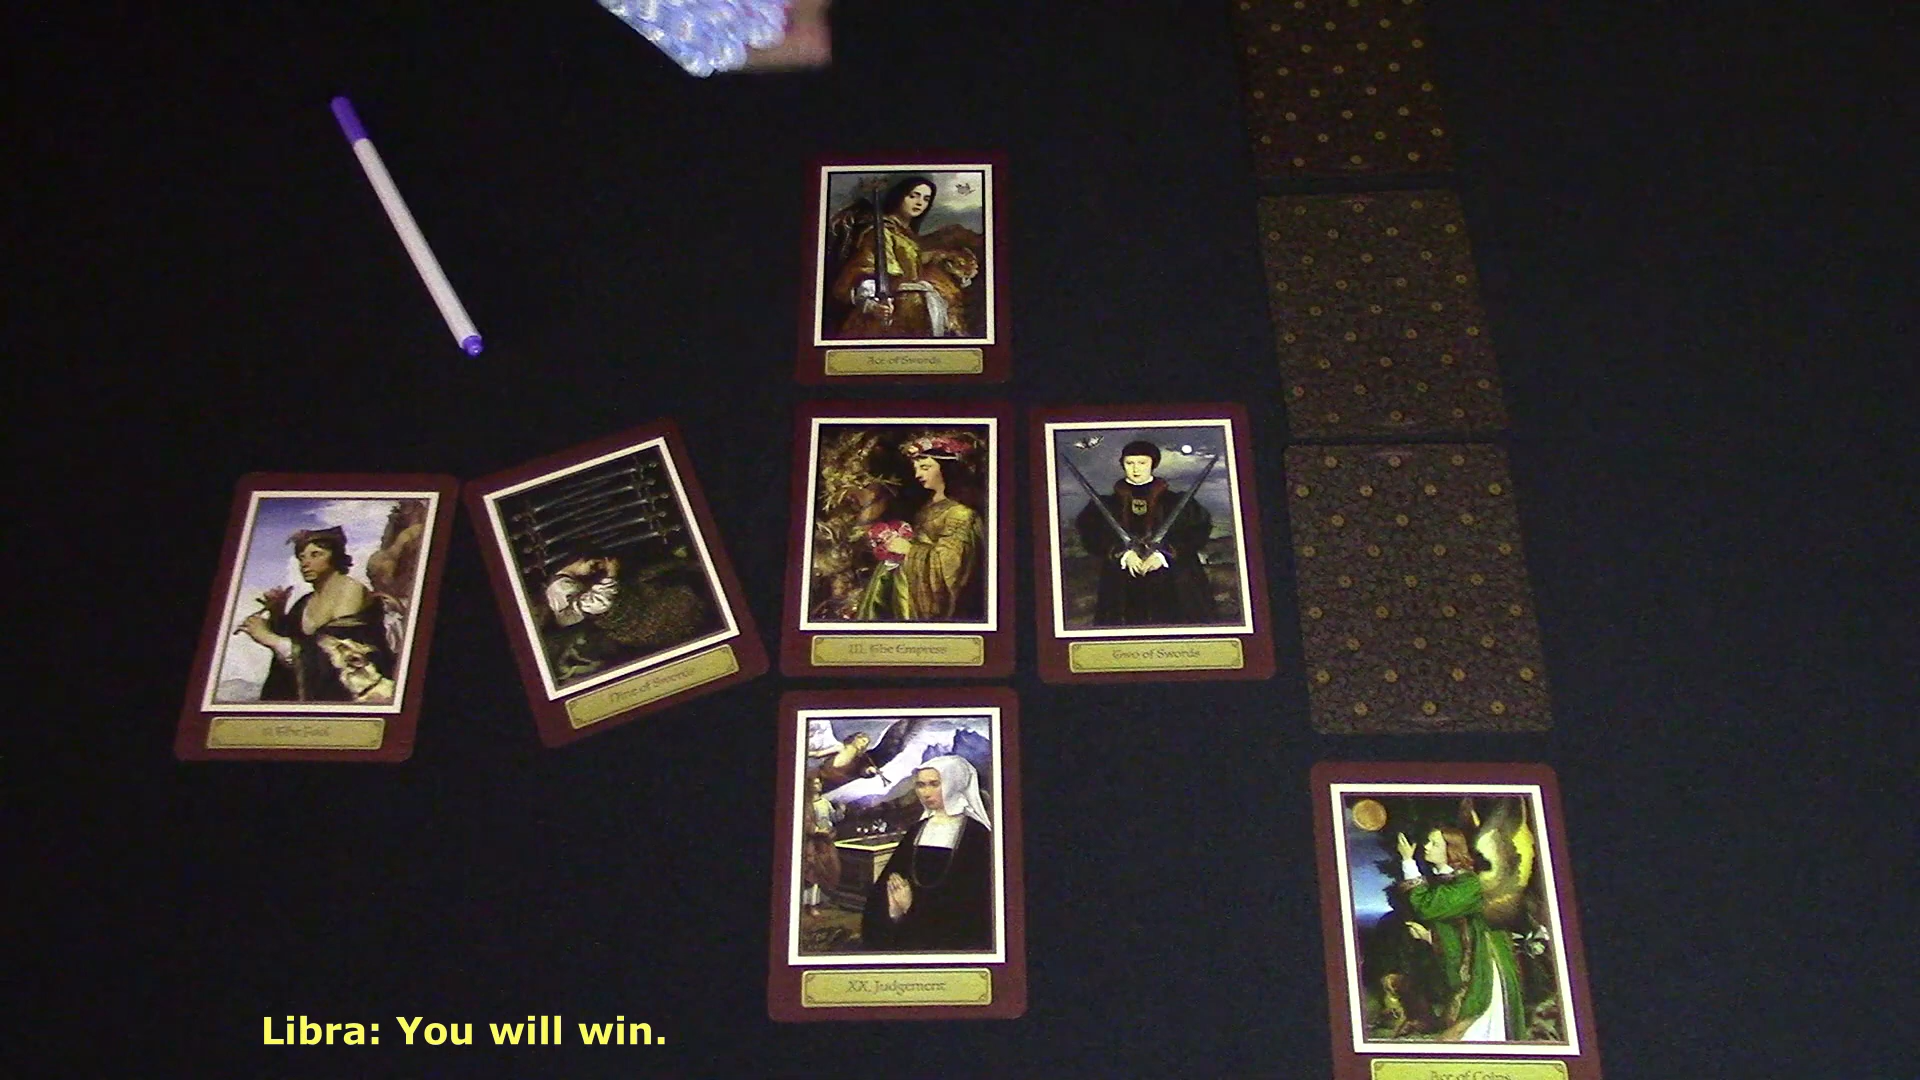 Ace of Swords
III. The Empress
Two of Swords
Nine of Swords
0. The Fool
XX. Judgement
Ace of Coins
Libra: You will win.